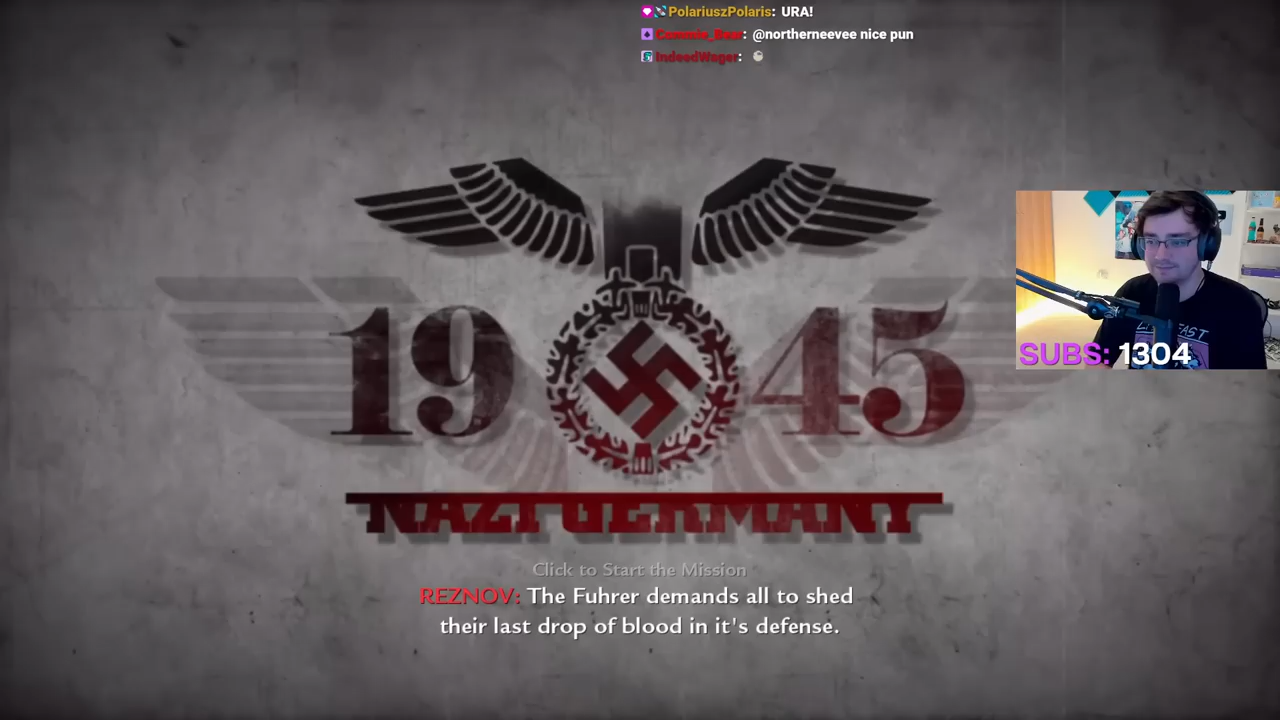 PolariuszPolaris: URA!
Commie_Bear: @northerneevee nice pun
IndeedWager:
19 45
NAZI GERMANY
SUBS: 1304
Click to Start the Mission
REZNOV: The Fuhrer demands all to shed
their last drop of blood in it's defense.